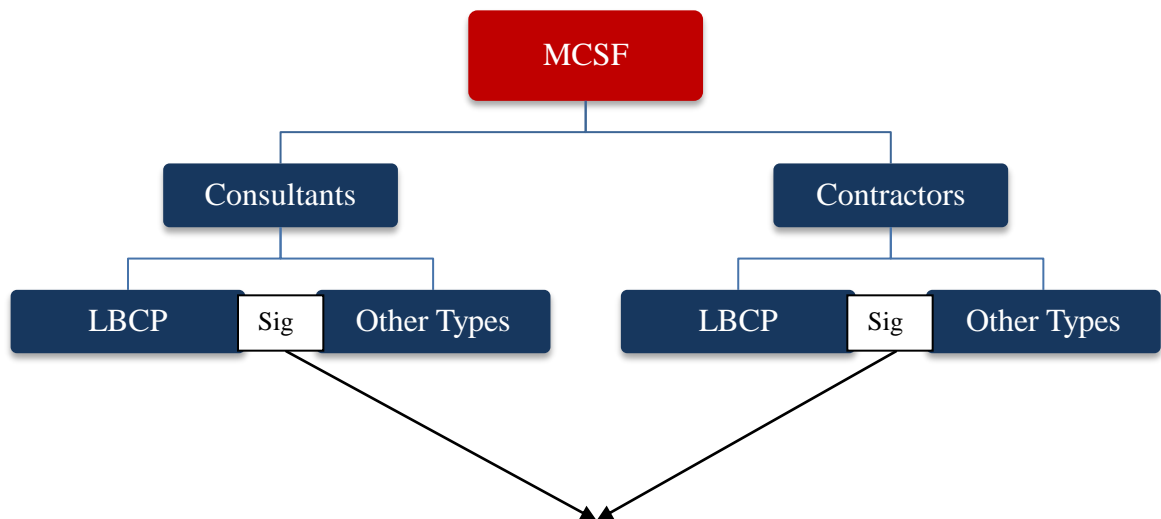 MCSF
Consultants
Contractors
LBCP
Sig
Other Types
LBCP
Sig
Other Types